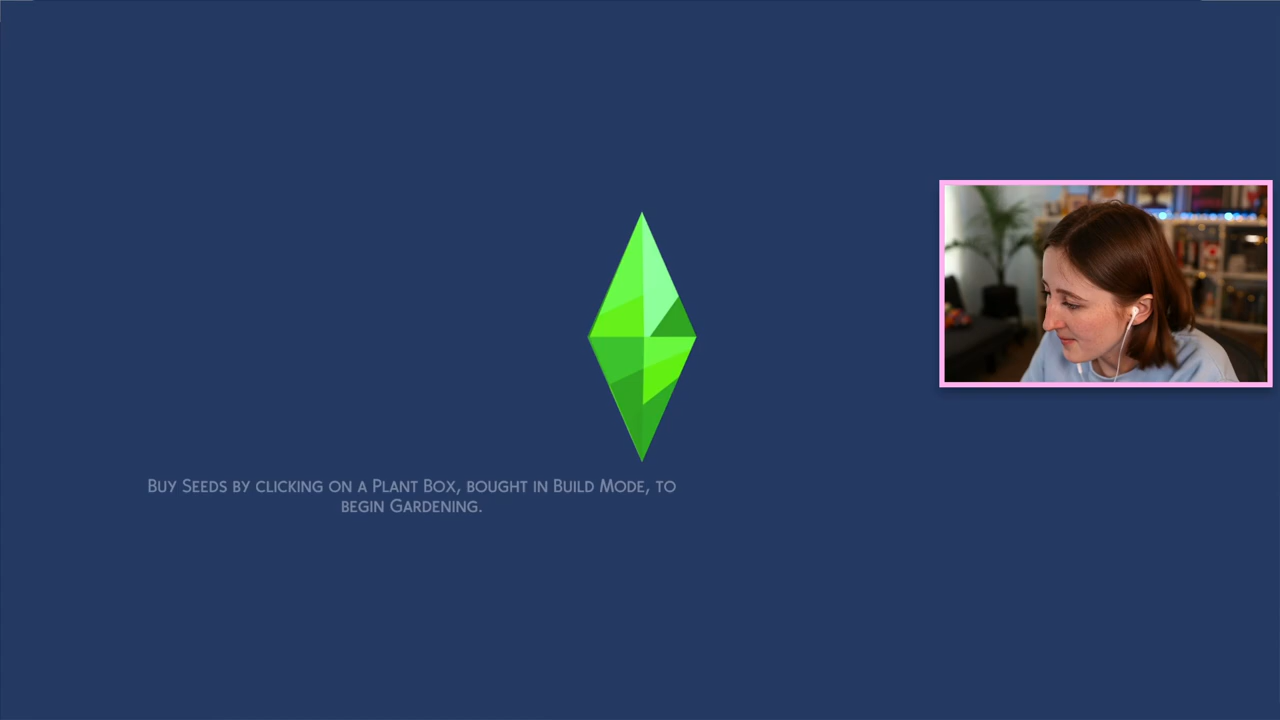 Buy Seeds by clicking on a Plant Box, bought in Build Mode, to
begin Gardening.